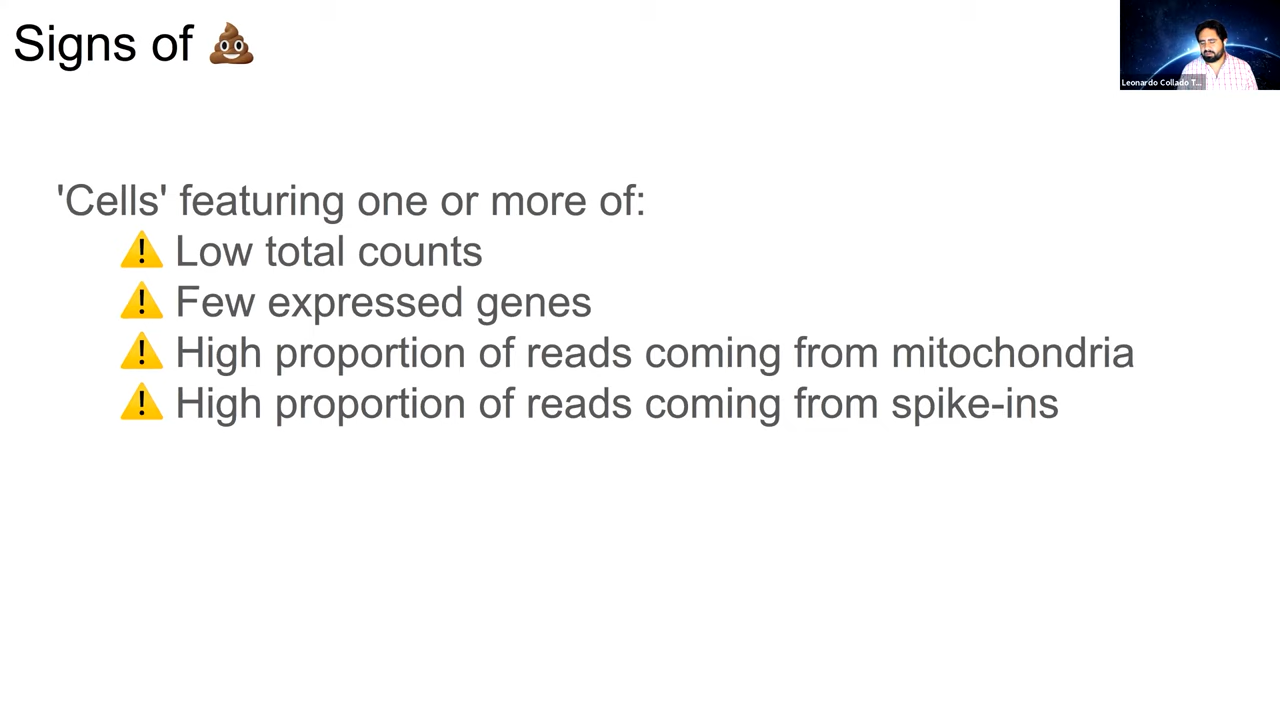 Signs of 💩
Leonardo Collado T...
'Cells' featuring one or more of:
⚠️ Low total counts
⚠️ Few expressed genes
⚠️ High proportion of reads coming from mitochondria
⚠️ High proportion of reads coming from spike-ins